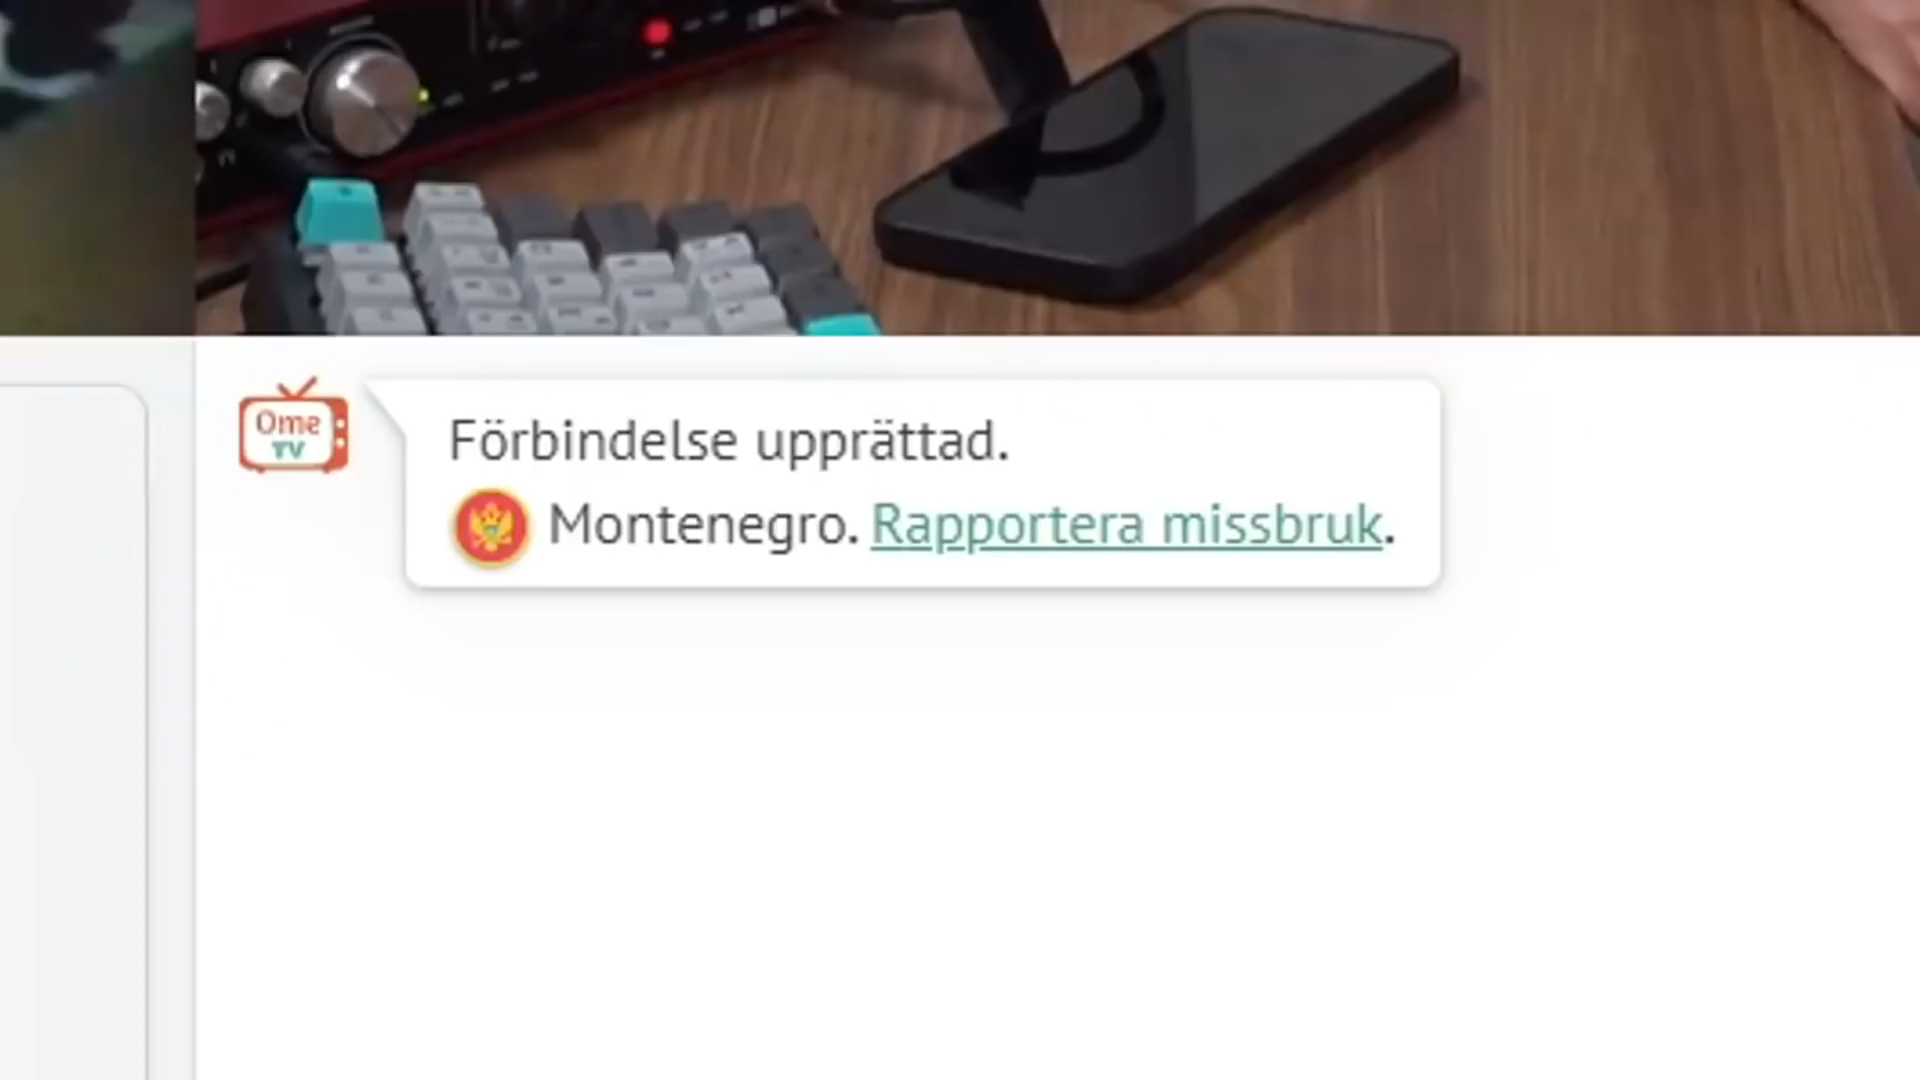 Ome
TV
Förbindelse upprättad.
Montenegro. Rapportera missbruk.